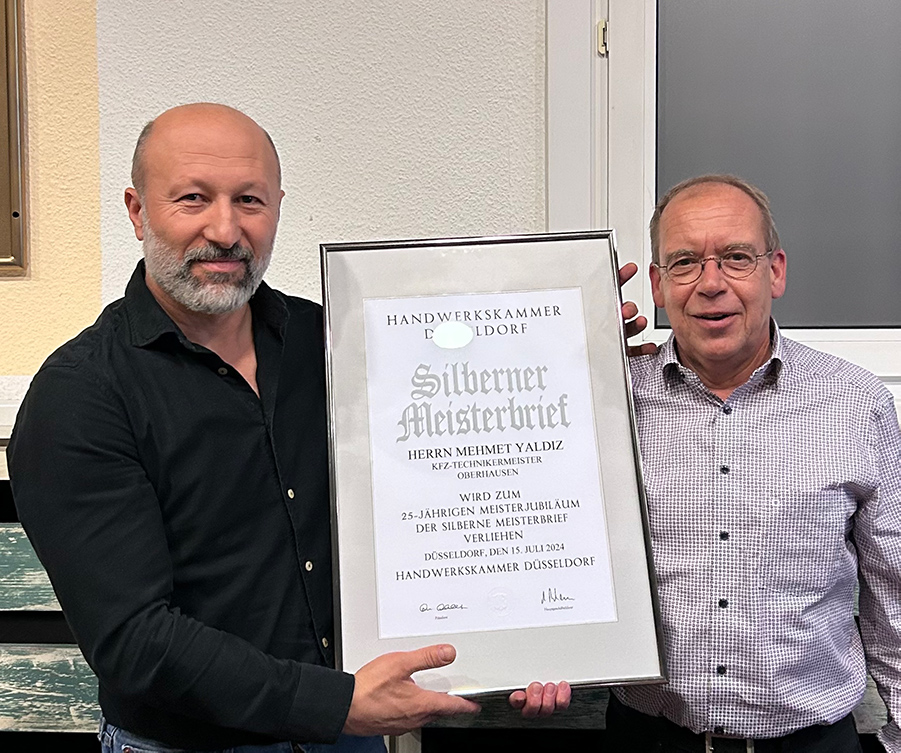 HANDWERKSKAMMER
D ELDORF
Silberner
Meisterbrief
HERRN MEHMET YALDIZ
KFZ-TECHNIKERMEISTER
OBERHAUSEN
WIRD ZUM
25-JÄHRIGEN MEISTERJUBILÄUM
DER SILBERNE MEISTERBRIEF
VERLIEHEN
DÜSSELDORF, DEN 15. JULI 2024
HANDWERKSKAMMER DÜSSELDORF